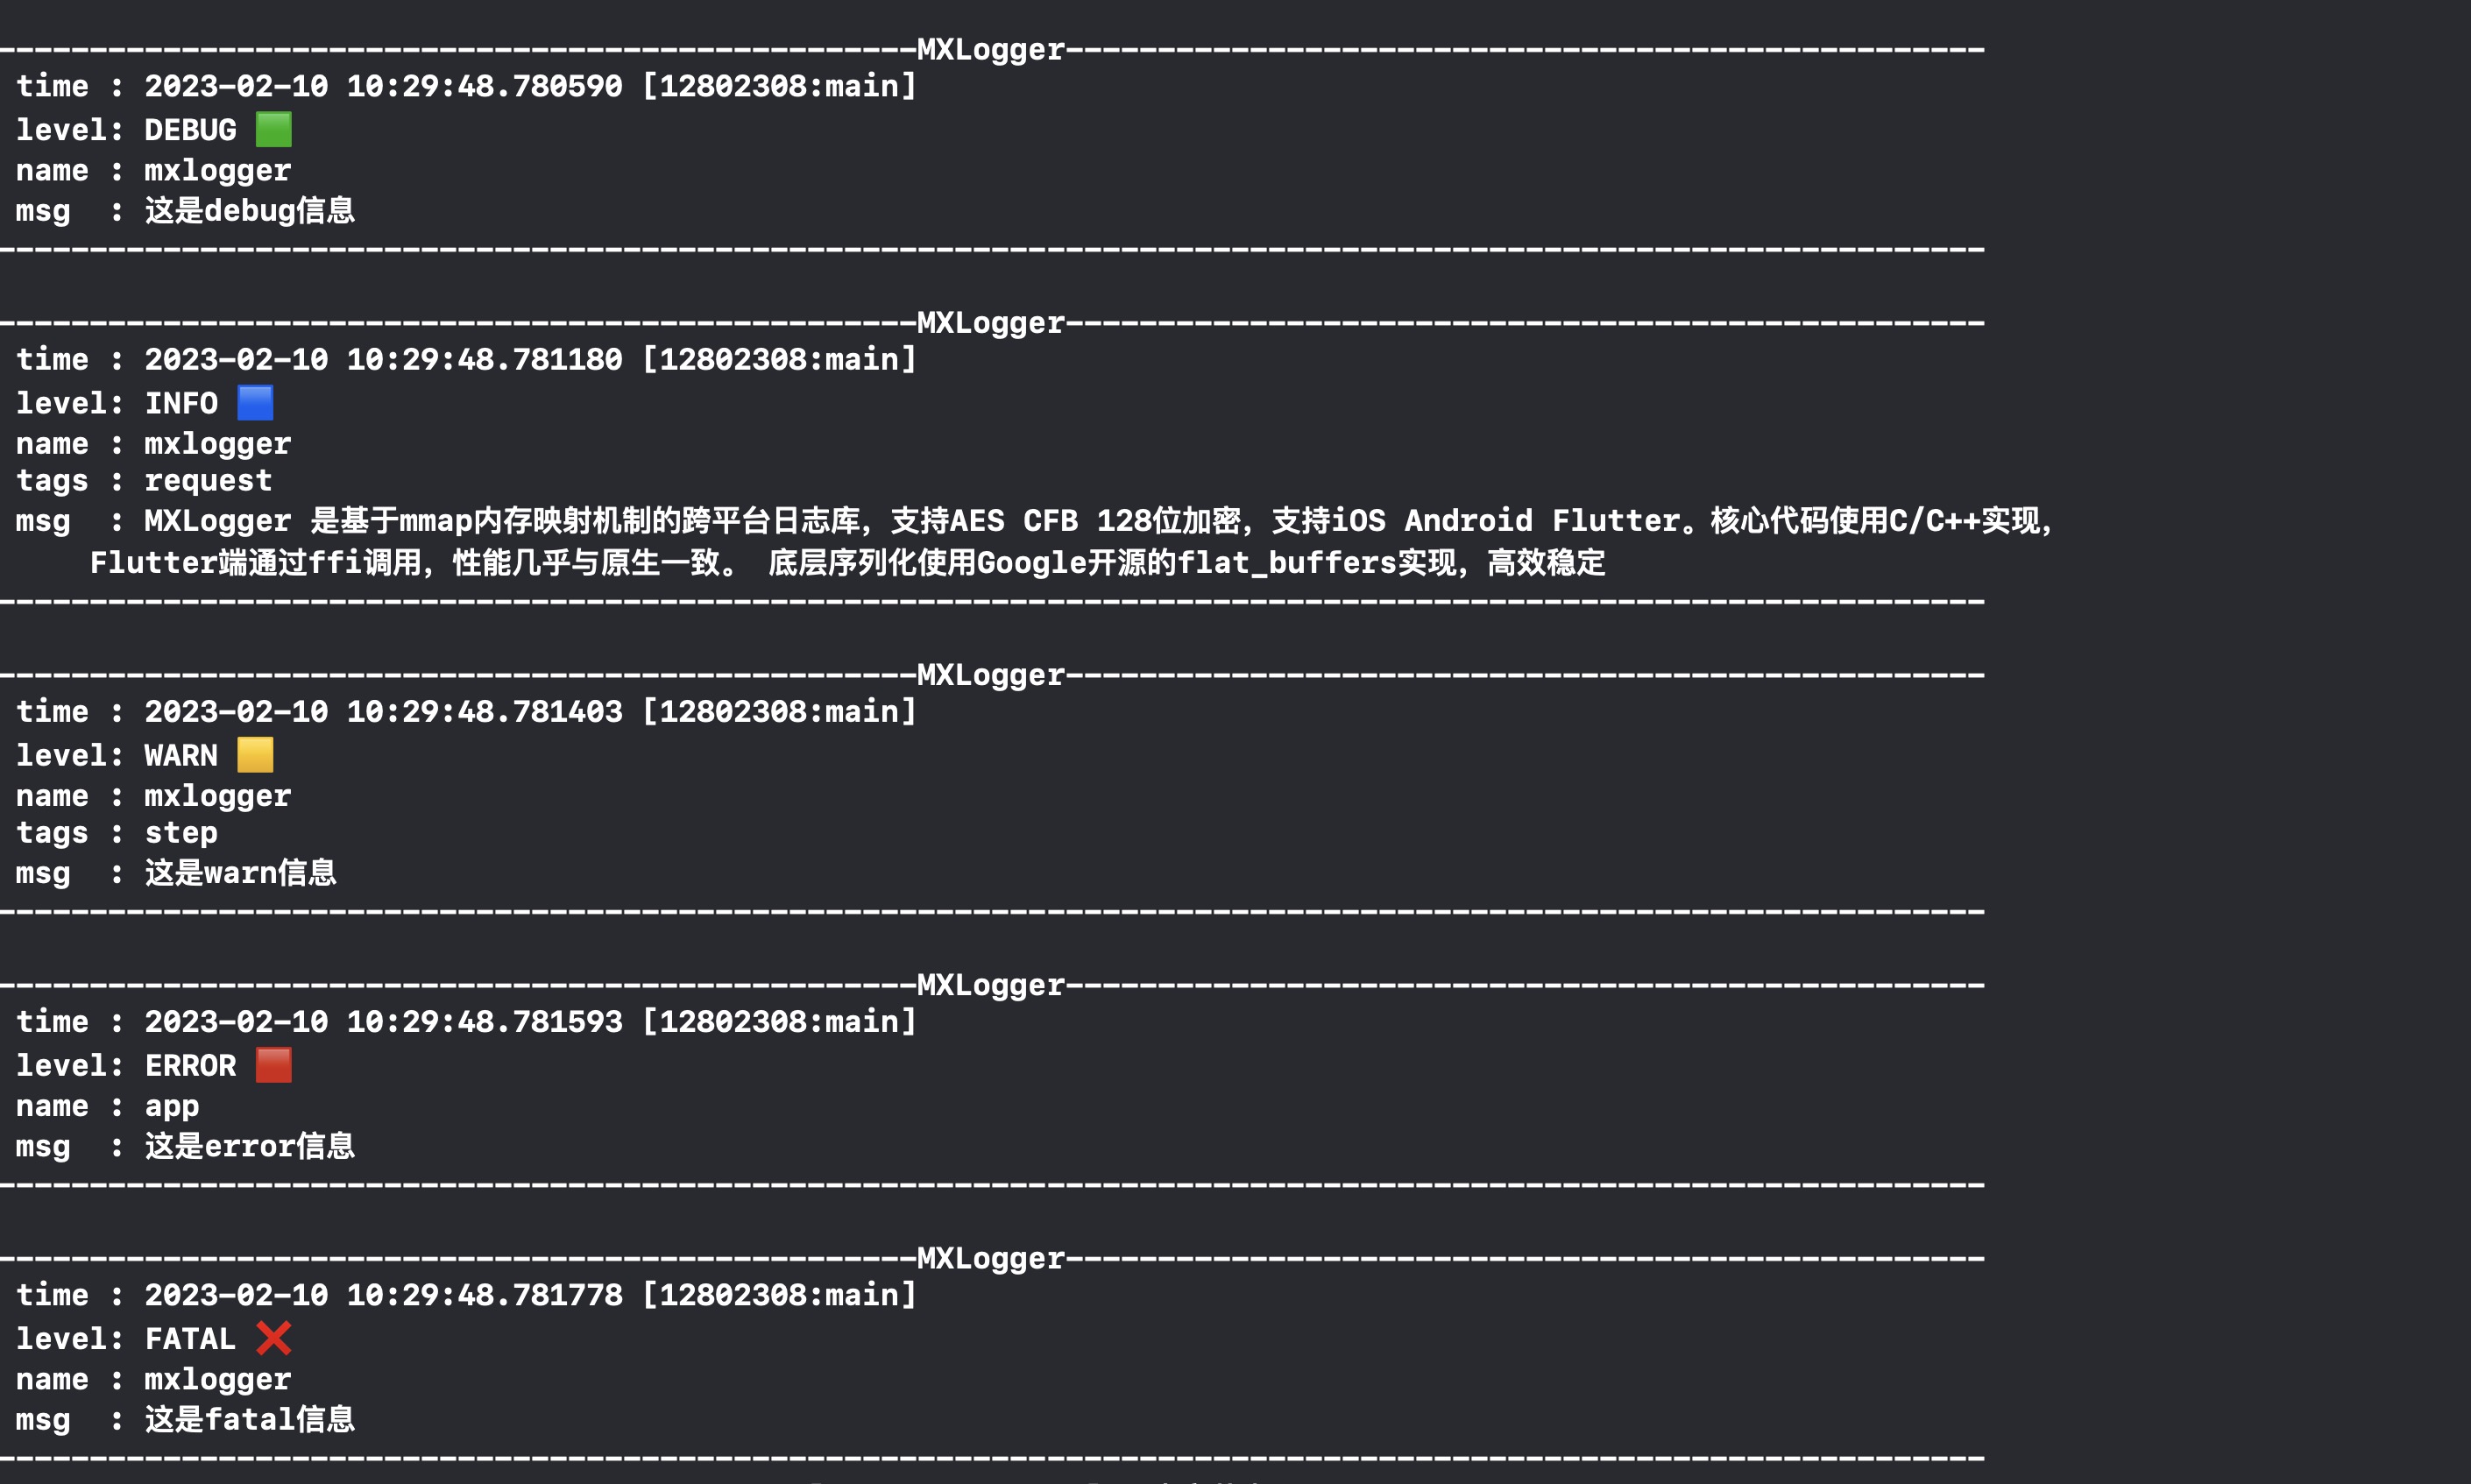 --------------------------------------------------MXLogger--------------------------------------------------
time : 2023-02-10 10:29:48.780590 [12802308:main]
level: DEBUG 🟩
name : mxlogger
msg  : 这是debug信息
------------------------------------------------------------------------------------------------------------
--------------------------------------------------MXLogger--------------------------------------------------
time : 2023-02-10 10:29:48.781180 [12802308:main]
level: INFO 🟦
name : mxlogger
tags : request
msg  : MXLogger 是基于mmap内存映射机制的跨平台日志库，支持AES CFB 128位加密，支持iOS Android Flutter。核心代码使用C/C++实现，
Flutter端通过ffi调用，性能几乎与原生一致。 底层序列化使用Google开源的flat_buffers实现，高效稳定
------------------------------------------------------------------------------------------------------------
--------------------------------------------------MXLogger--------------------------------------------------
time : 2023-02-10 10:29:48.781403 [12802308:main]
level: WARN 🟨
name : mxlogger
tags : step
msg  : 这是warn信息
------------------------------------------------------------------------------------------------------------
--------------------------------------------------MXLogger--------------------------------------------------
time : 2023-02-10 10:29:48.781593 [12802308:main]
level: ERROR 🟥
name : app
msg  : 这是error信息
------------------------------------------------------------------------------------------------------------
--------------------------------------------------MXLogger--------------------------------------------------
time : 2023-02-10 10:29:48.781778 [12802308:main]
level: FATAL ❌
name : mxlogger
msg  : 这是fatal信息
------------------------------------------------------------------------------------------------------------